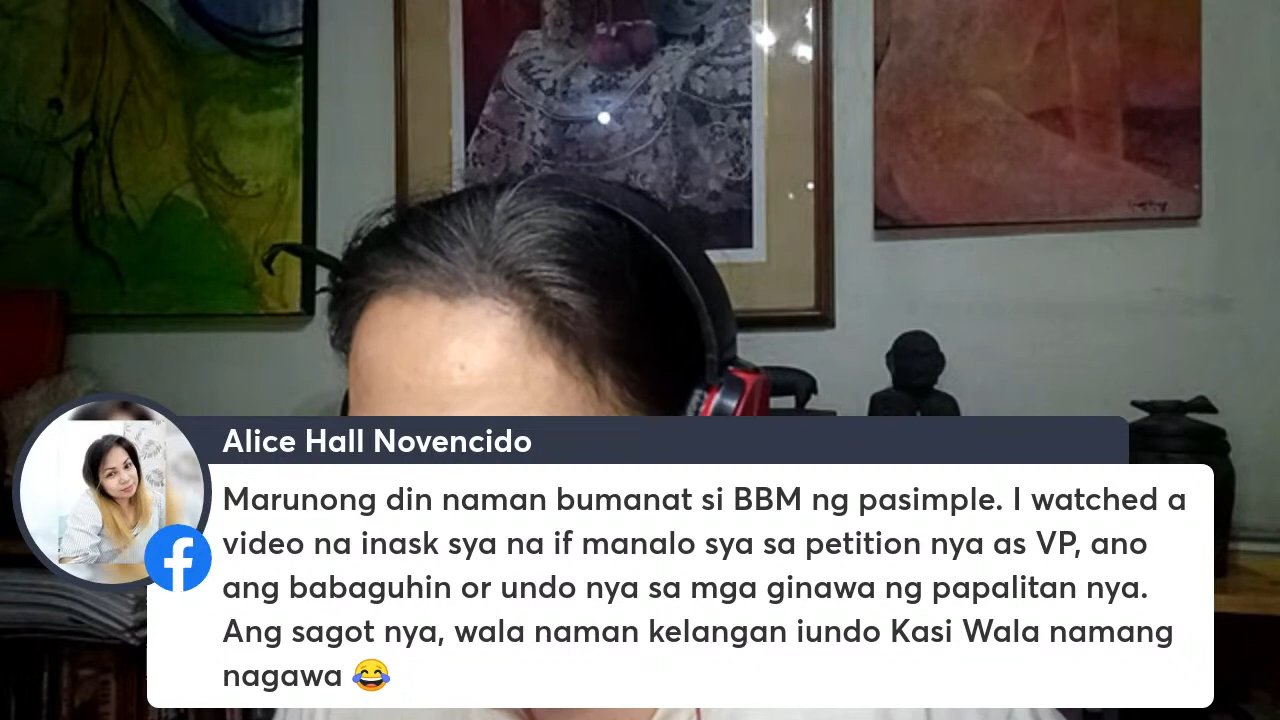 Alice Hall Novencido
Marunong din naman bumanat si BBM ng pasimple. I watched a
video na inask sya na if manalo sya sa petition nya as VP, ano
ang babaguhin or undo nya sa mga ginawa ng papalitan nya.
Ang sagot nya, wala naman kelangan iundo Kasi Wala namang
nagawa 😂